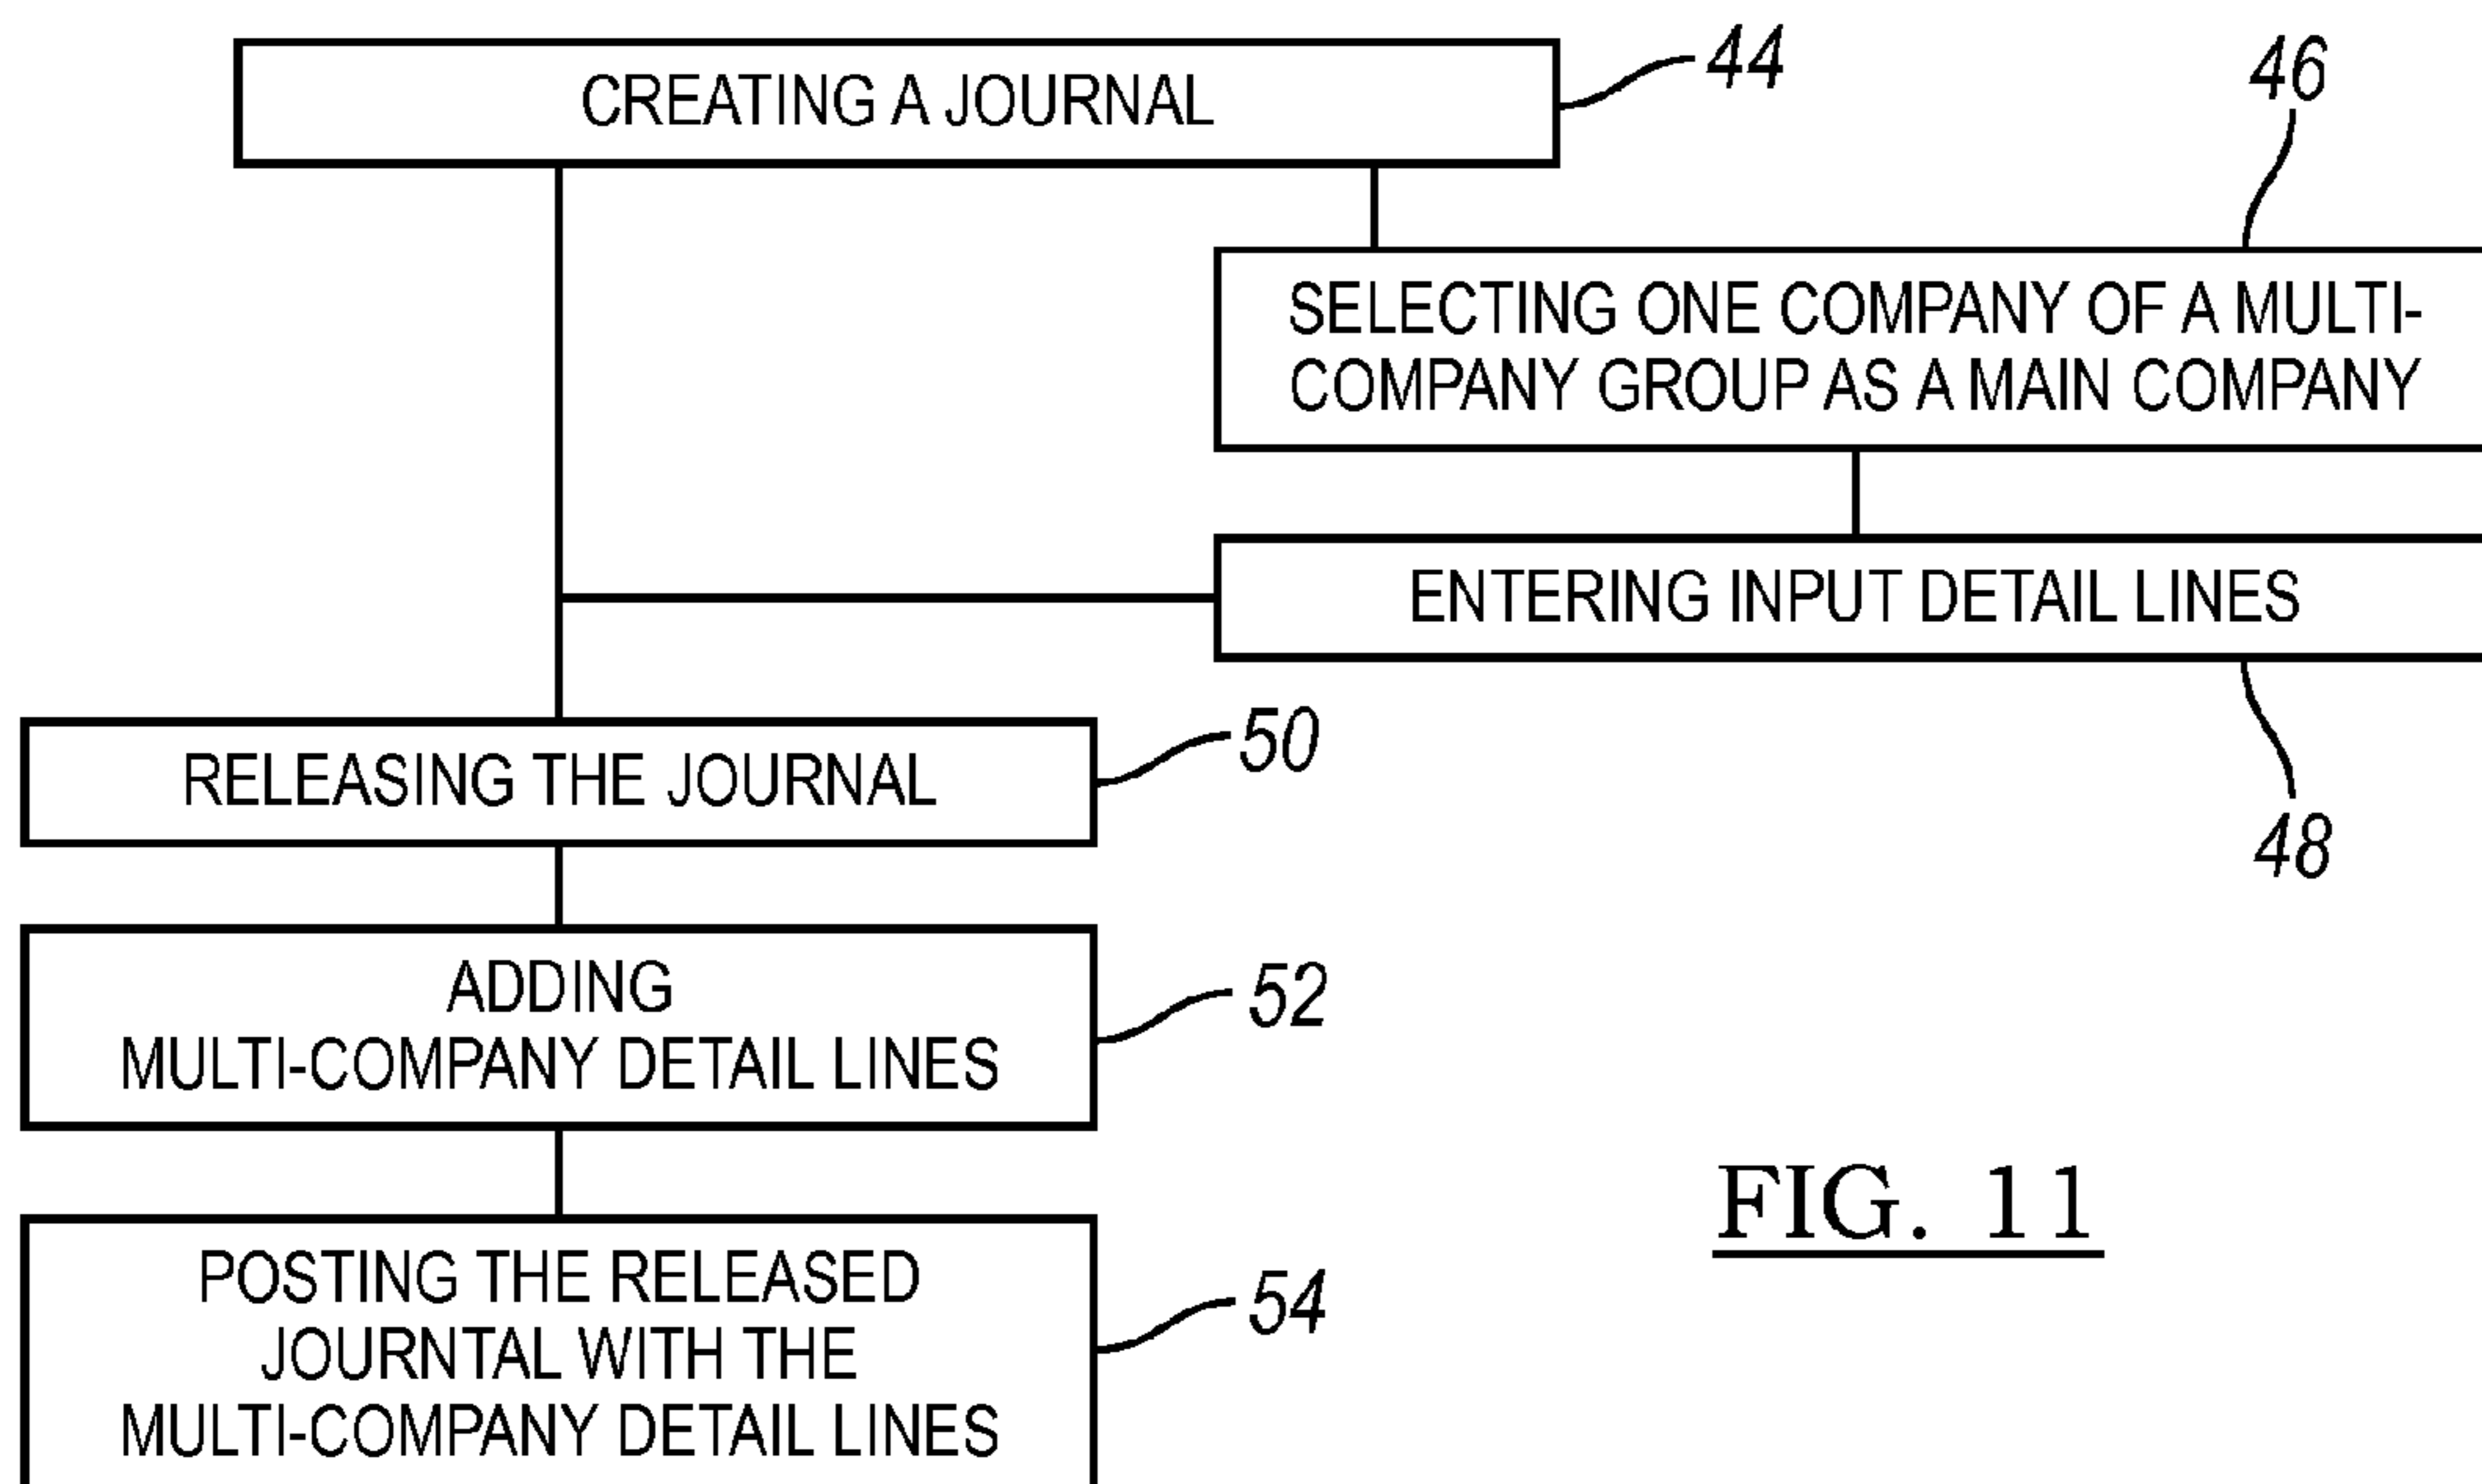 CREATING A JOURNAL
44
46
SELECTING ONE COMPANY OF A MULTI-
COMPANY GROUP AS A MAIN COMPANY
ENTERING INPUT DETAIL LINES
48
RELEASING THE JOURNAL
50
ADDING
MULTI-COMPANY DETAIL LINES
52
POSTING THE RELEASED
JOURNTAL WITH THE
MULTI-COMPANY DETAIL LINES
54
FIG. 11